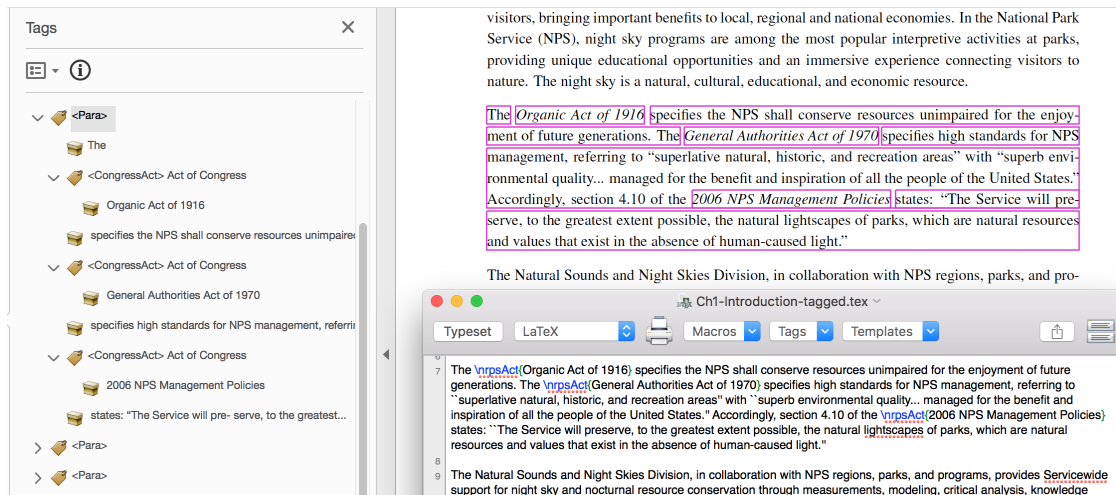 Tags
<Para>
The
<CongressAct> Act of Congress
Organic Act of 1916
specifies the NPS shall conserve resources unimpaire
<CongressAct> Act of Congress
General Authorities Act of 1970
specifies high standards for NPS management, referri
<CongressAct> Act of Congress
2006 NPS Management Policies
states: “The Service will pre- serve, to the greatest...
<Para>
<Para>
visitors, bringing important benefits to local, regional and national economies. In the National Park
Service (NPS), night sky programs are among the most popular interpretive activities at parks,
providing unique educational opportunities and an immersive experience connecting visitors to
nature. The night sky is a natural, cultural, educational, and economic resource.
The Organic Act of 1916 specifies the NPS shall conserve resources unimpaired for the enjoy-
ment of future generations. The General Authorities Act of 1970 specifies high standards for NPS
management, referring to “superlative natural, historic, and recreation areas” with “superb envi-
ronmental quality... managed for the benefit and inspiration of all the people of the United States.”
Accordingly, section 4.10 of the 2006 NPS Management Policies states: “The Service will pre-
serve, to the greatest extent possible, the natural lightscapes of parks, which are natural resources
and values that exist in the absence of human-caused light.”
The Natural Sounds and Night Skies Division, in collaboration with NPS regions, parks, and pro-
Ch1-Introduction-tagged.tex
Typeset LaTeX Macros Tags Templates
7 The \nrpsAct{Organic Act of 1916} specifies the NPS shall conserve resources unimpaired for the enjoyment of future
generations. The \nrpsAct{General Authorities Act of 1970} specifies high standards for NPS management, referring to
``superlative natural, historic, and recreation areas'' with ``superb environmental quality... managed for the benefit and
inspiration of all the people of the United States.'' Accordingly, section 4.10 of the \nrpsAct{2006 NPS Management Policies}
states: ``The Service will preserve, to the greatest extent possible, the natural lightscapes of parks, which are natural
resources and values that exist in the absence of human-caused light.''
8
9 The Natural Sounds and Night Skies Division, in collaboration with NPS regions, parks, and programs, provides Servicewide
support for night sky and nocturnal resource conservation through measurements, modeling, critical analysis, knowledge